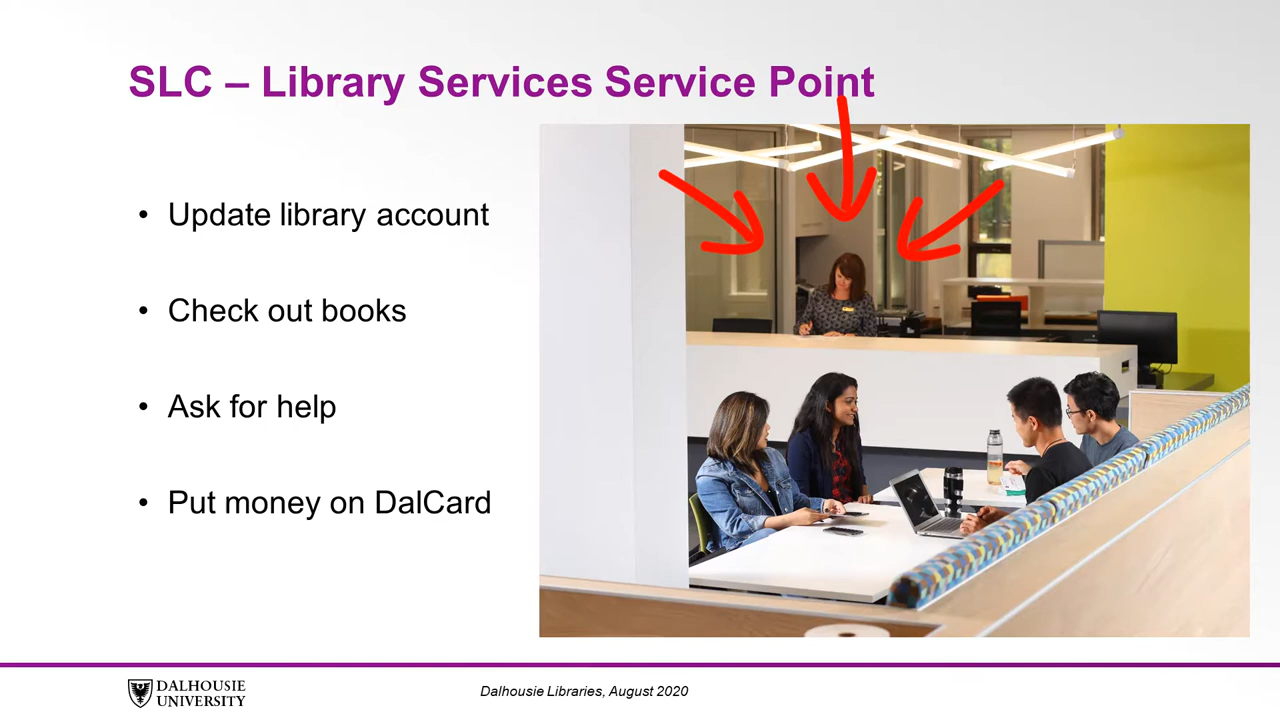 SLC – Library Services Service Point
• Update library account
• Check out books
• Ask for help
• Put money on DalCard
DALHOUSIE
UNIVERSITY
Dalhousie Libraries, August 2020